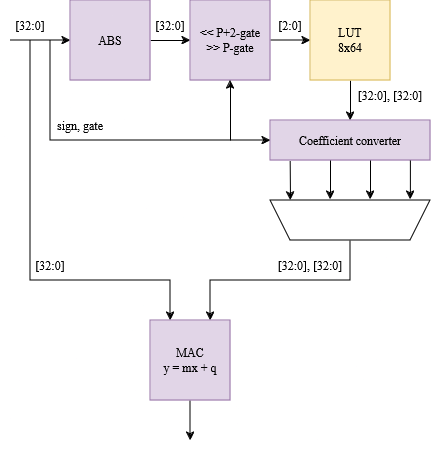 [32:0]
ABS
[32:0]
<< P+2-gate
>> P-gate
[2:0]
LUT
8x64
[32:0], [32:0]
sign, gate
Coefficient converter
[32:0]
[32:0], [32:0]
MAC
y = mx + q